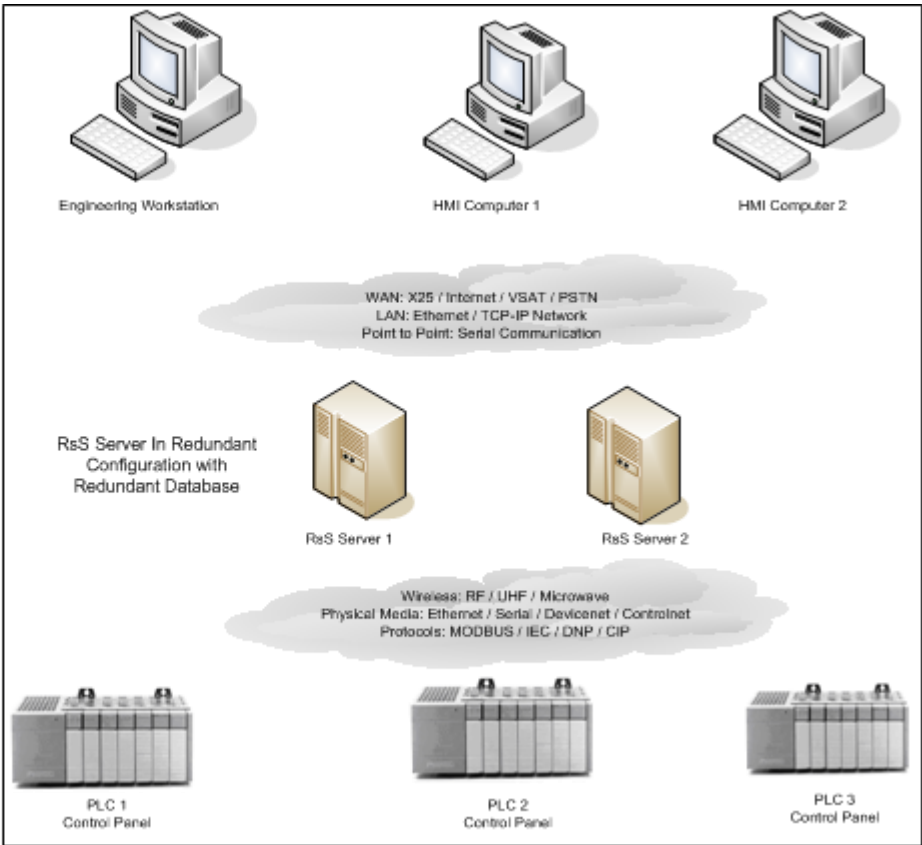 Engineering Workstation
HMI Computer 1
HMI Computer 2
WAN: X25 / Internet / VSAT / PSTN
LAN: Ethernet / TCP-IP Network
Point to Point: Serial Communication
RsS Server In Redundant
Configuration with
Redundant Database
RsS Server 1
RsS Server 2
Wireless: RF / UHF / Microwave
Physical Media: Ethernet / Serial / Devicenet / Controlnet
Protocols: MODBUS / IEC / DNP / CIP
PLC 1
Control Panel
PLC 2
Control Panel
PLC 3
Control Panel